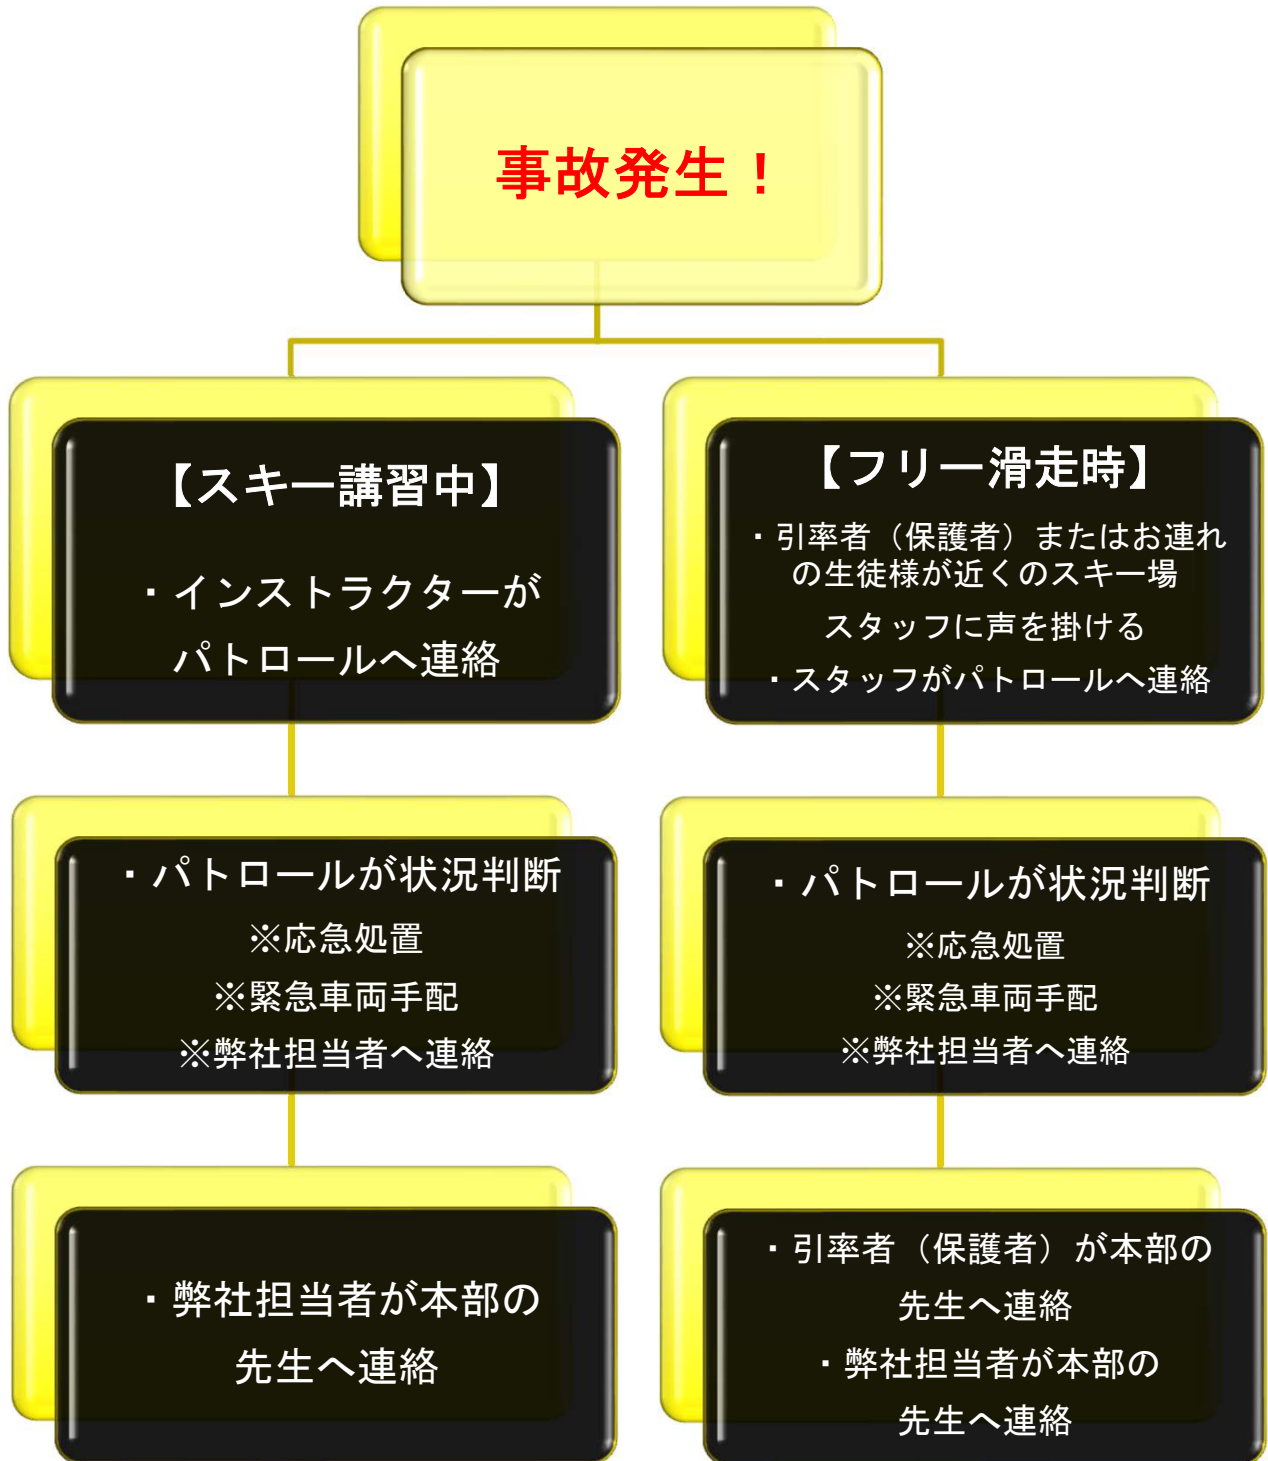 事故発生！
【スキー講習中】
・インストラクターが
パトロールへ連絡
【フリー滑走時】
・引率者（保護者）またはお連れ
の生徒様が近くのスキー場
スタッフに声を掛ける
・スタッフがパトロールへ連絡
・パトロールが状況判断
※応急処置
※緊急車両手配
※弊社担当者へ連絡
・パトロールが状況判断
※応急処置
※緊急車両手配
※弊社担当者へ連絡
・弊社担当者が本部の
先生へ連絡
・引率者（保護者）が本部の
先生へ連絡
・弊社担当者が本部の
先生へ連絡